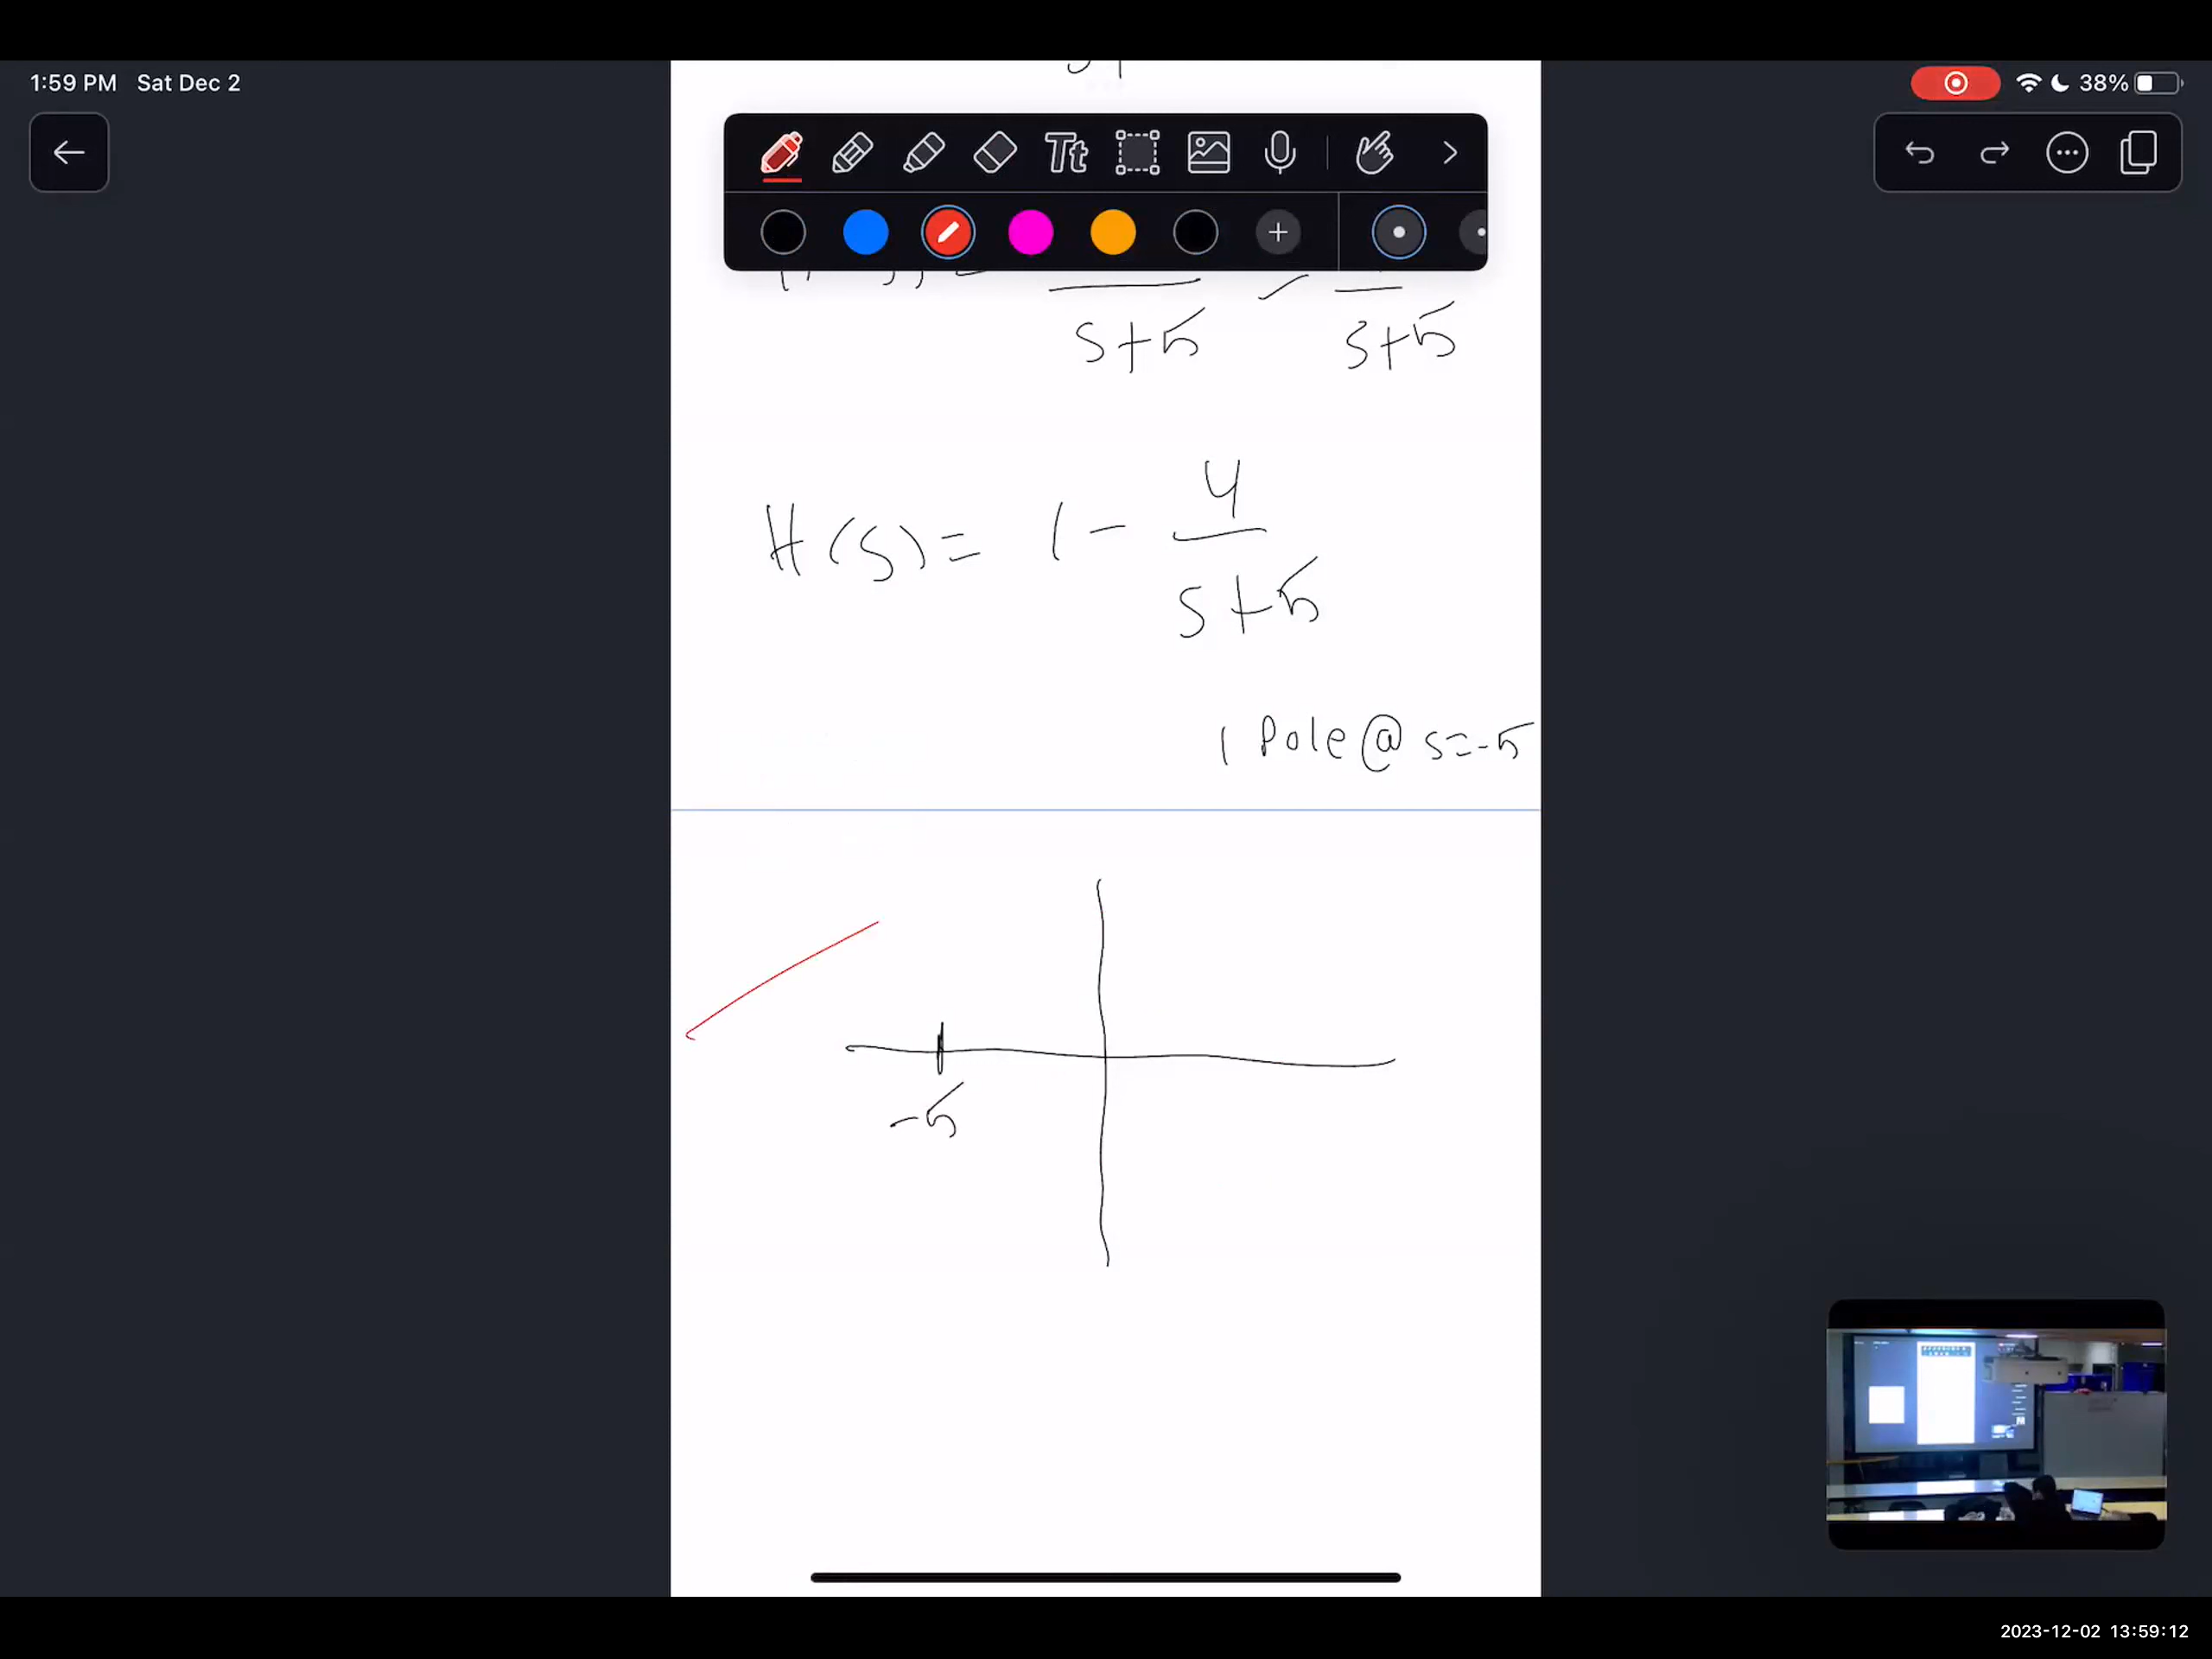 1:59 PM Sat Dec 2
38%
Tt
s+5 s+5
H(s) = 1 - 4
s+5
1 Pole @ s=-5
-5
2023-12-02 13:59:12